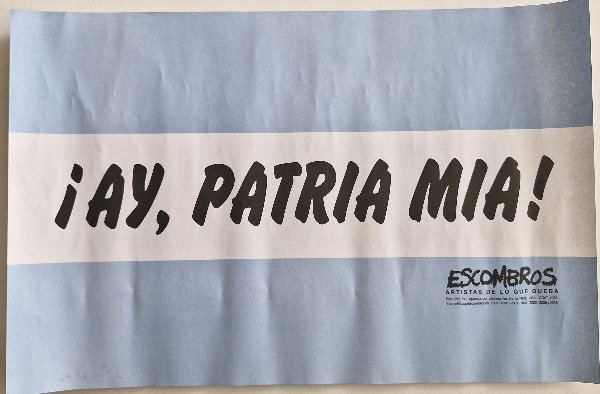 ¡AY, PATRIA MIA!
ESCOMBROS
ARTISTAS DE LO QUE QUEDA